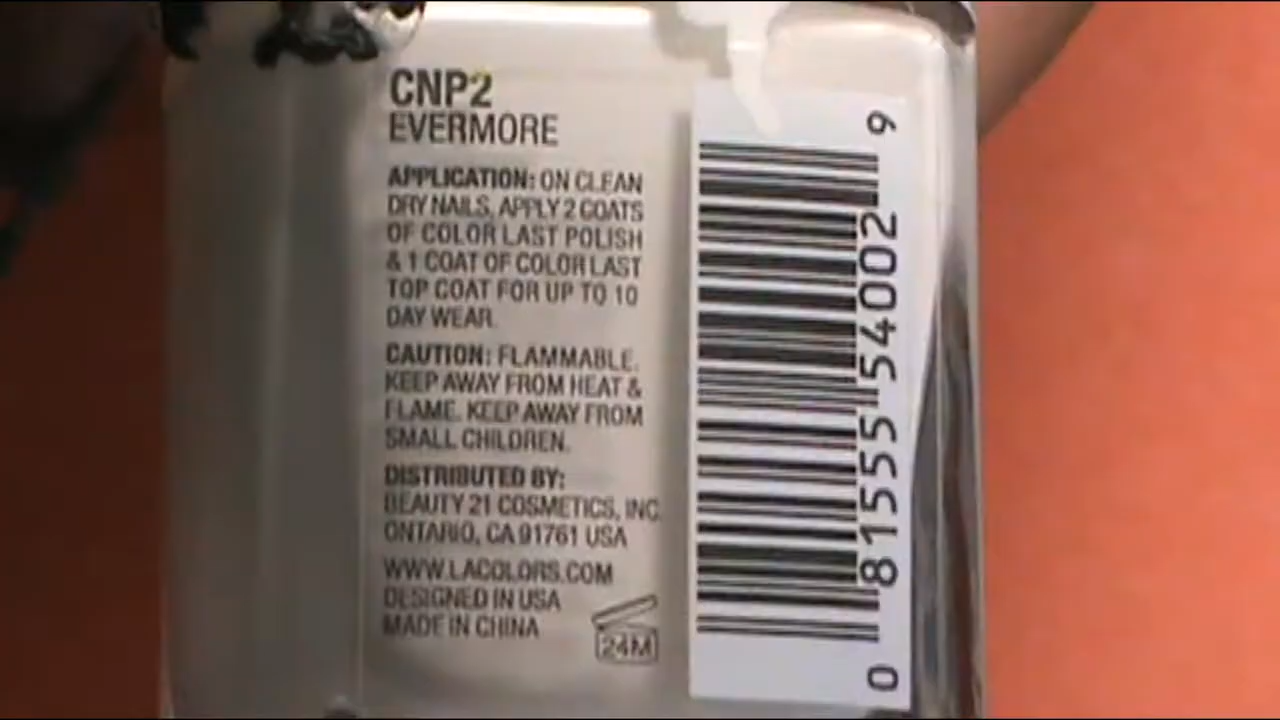 CNP2
EVERMORE
APPLICATION: ON CLEAN
DRY NAILS, APPLY 2 COATS
OF COLOR LAST POLISH
& 1 COAT OF COLOR LAST
TOP COAT FOR UP TO 10
DAY WEAR.
CAUTION: FLAMMABLE.
KEEP AWAY FROM HEAT &
FLAME. KEEP AWAY FROM
SMALL CHILDREN.
DISTRIBUTED BY:
BEAUTY 21 COSMETICS, INC.
ONTARIO, CA 91761 USA
WWW.LACOLORS.COM
DESIGNED IN USA
MADE IN CHINA
24M
0 81555 54002 9